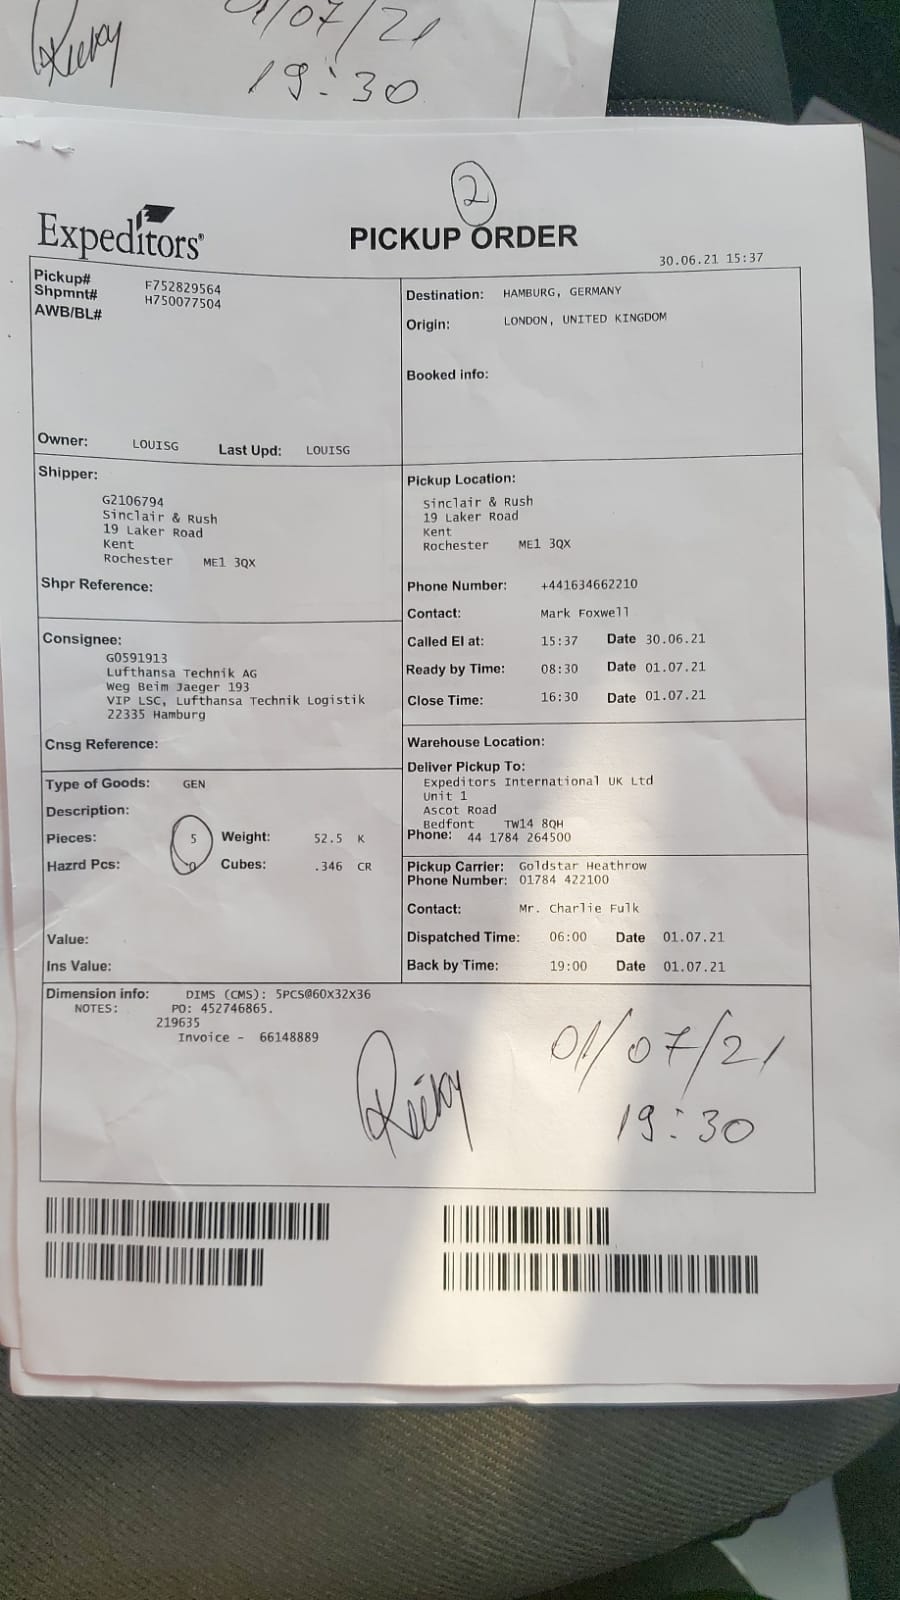 Ricky 01/07/21
19:30
2
Expeditors®
PICKUP ORDER
30.06.21 15:37
Pickup# F752829564
Shpmnt# H750077504
AWB/BL#
Owner: LOUISG Last Upd: LOUISG
Destination: HAMBURG, GERMANY
Origin: LONDON, UNITED KINGDOM
Booked info:
Shipper:
G2106794
Sinclair & Rush
19 Laker Road
Kent
Rochester ME1 3QX
Shpr Reference:
Pickup Location:
Sinclair & Rush
19 Laker Road
Kent
Rochester ME1 3QX
Phone Number: +441634662210
Contact: Mark Foxwell
Called EI at: 15:37 Date 30.06.21
Ready by Time: 08:30 Date 01.07.21
Close Time: 16:30 Date 01.07.21
Consignee:
G0591913
Lufthansa Technik AG
Weg Beim Jaeger 193
VIP LSC, Lufthansa Technik Logistik
22335 Hamburg
Cnsg Reference:
Warehouse Location:
Deliver Pickup To:
Expeditors International UK Ltd
Unit 1
Ascot Road
Bedfont TW14 8QH
Phone: 44 1784 264500
Type of Goods: GEN
Description:
Pieces: 5 Weight: 52.5 K
Hazrd Pcs: 0 Cubes: .346 CR
Value:
Ins Value:
Pickup Carrier: Goldstar Heathrow
Phone Number: 01784 422100
Contact: Mr. Charlie Fulk
Dispatched Time: 06:00 Date 01.07.21
Back by Time: 19:00 Date 01.07.21
Dimension info: DIMS (CMS): 5PCS@60X32X36
NOTES: PO: 452746865.
219635
Invoice - 66148889
Ricky 01/07/21
19:30